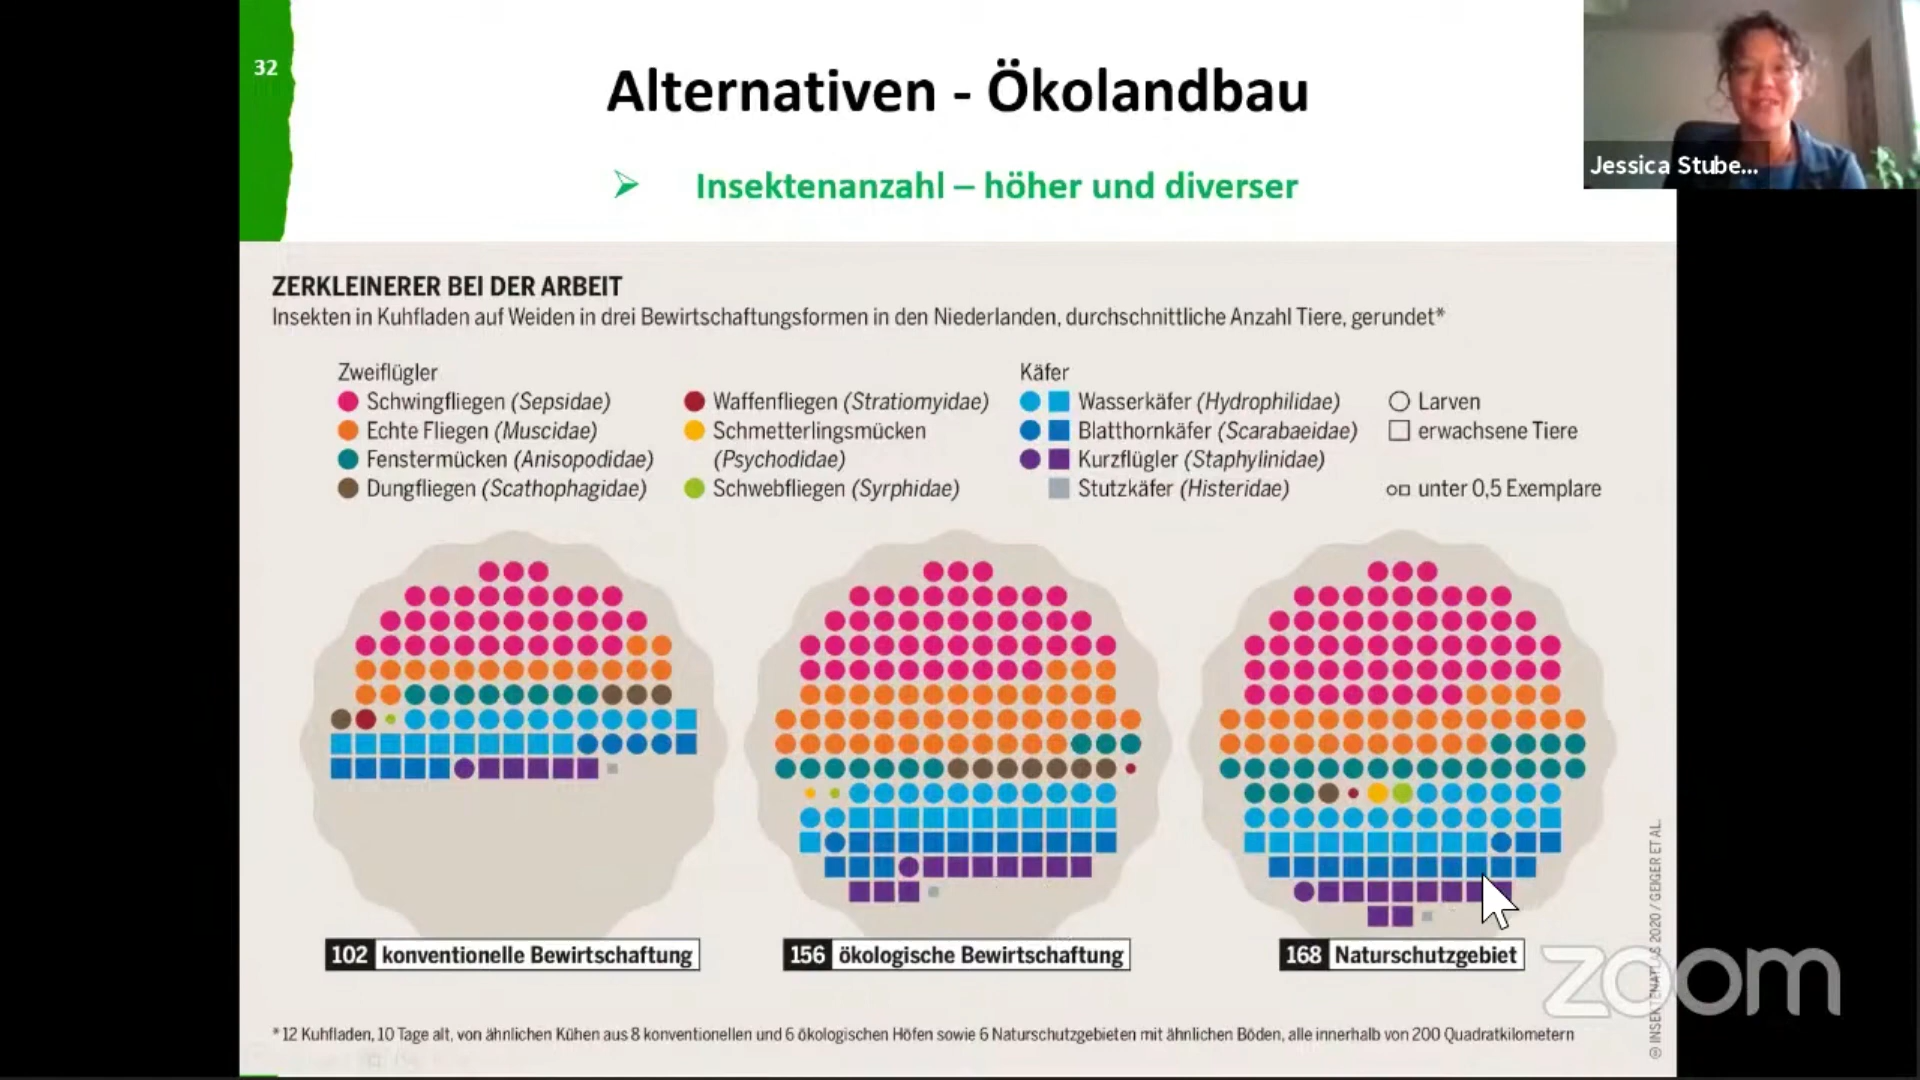 32
Alternativen - Ökolandbau
Jessica Stube...
➢ Insektenanzahl – höher und diverser
ZERKLEINERER BEI DER ARBEIT
Insekten in Kuhfladen auf Weiden in drei Bewirtschaftungsformen in den Niederlanden, durchschnittliche Anzahl Tiere, gerundet*
Zweiflügler
Schwingfliegen (Sepsidae)
Echte Fliegen (Muscidae)
Fenstermücken (Anisopodidae)
Dungfliegen (Scathophagidae)
Waffenfliegen (Stratiomyidae)
Schmetterlingsmücken
(Psychodidae)
Schwebfliegen (Syrphidae)
Käfer
Wasserkäfer (Hydrophilidae)
Blatthornkäfer (Scarabaeidae)
Kurzflügler (Staphylinidae)
Stutzkäfer (Histeridae)
Larven
erwachsene Tiere
unter 0,5 Exemplare
102 konventionelle Bewirtschaftung
156 ökologische Bewirtschaftung
168 Naturschutzgebiet
*12 Kuhfladen, 10 Tage alt, von ähnlichen Kühen aus 8 konventionellen und 6 ökologischen Höfen sowie 6 Naturschutzgebieten mit ähnlichen Böden, alle innerhalb von 200 Quadratkilometern
© INSEKTENATLAS 2020 / GEIGER ET AL.
zoom